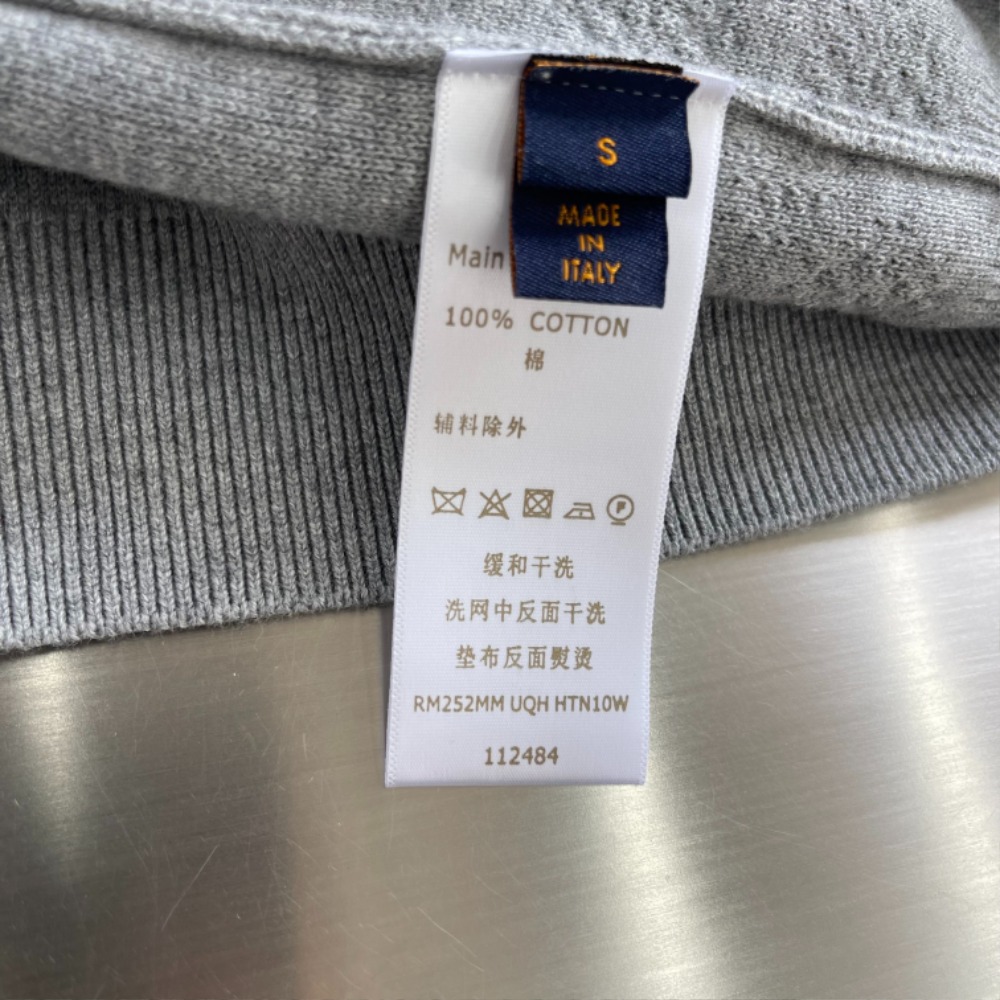 S
MADE
IN
ITALY
Main
100% COTTON
棉
辅料除外
P
缓和干洗
洗网中反面干洗
垫布反面熨烫
RM252MM UQH HTN10W
112484